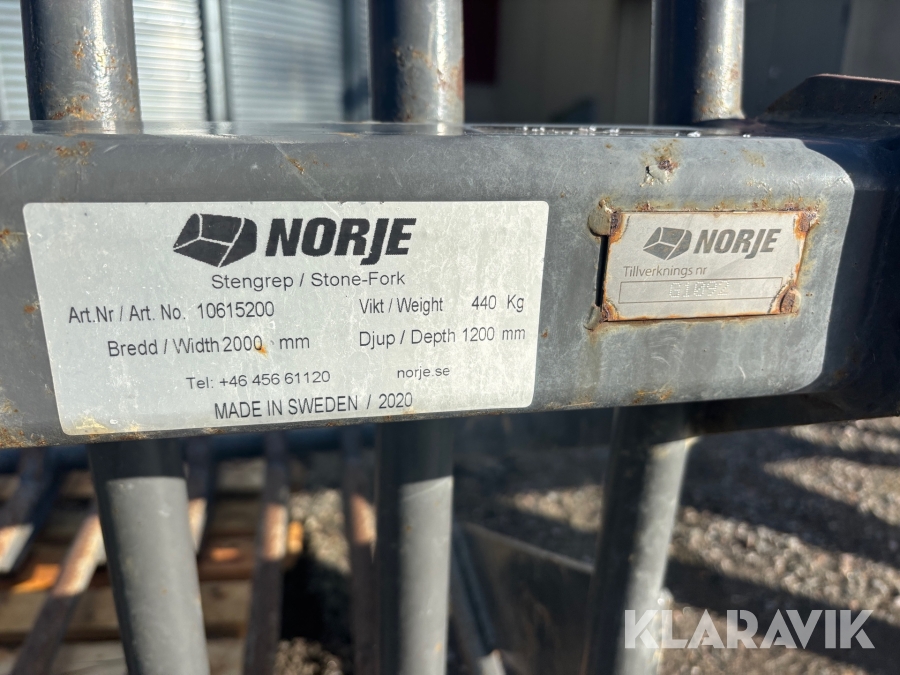 NORJE
Stengrep / Stone-Fork
Art.Nr / Art. No. 10615200 Vikt / Weight 440 Kg
Bredd / Width 2000 mm Djup / Depth 1200 mm
Tel: +46 456 61120 norje.se
MADE IN SWEDEN / 2020
NORJE
Tillverknings nr
KLARAVIK